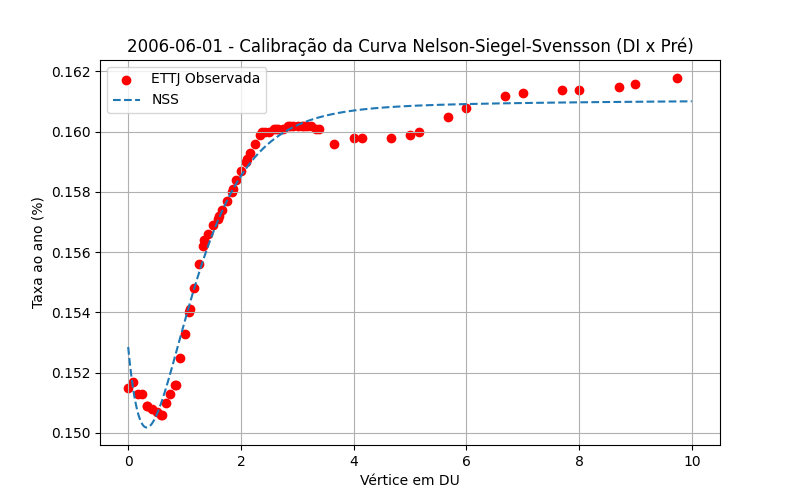 2006-06-01 - Calibração da Curva Nelson-Siegel-Svensson (DI x Pré)
ETTJ Observada
NSS
Taxa ao ano (%)
0.162
0.160
0.158
0.156
0.154
0.152
0.150
0 2 4 6 8 10
Vértice em DU